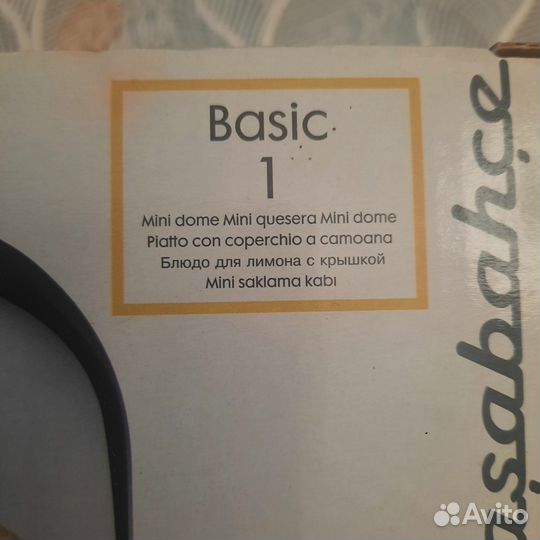 Basic
1
Mini dome Mini quesera Mini dome
Piatto con coperchio a camoana
Блюдо для лимона с крышкой
Mini saklama kabı
aşabahçe
Avito